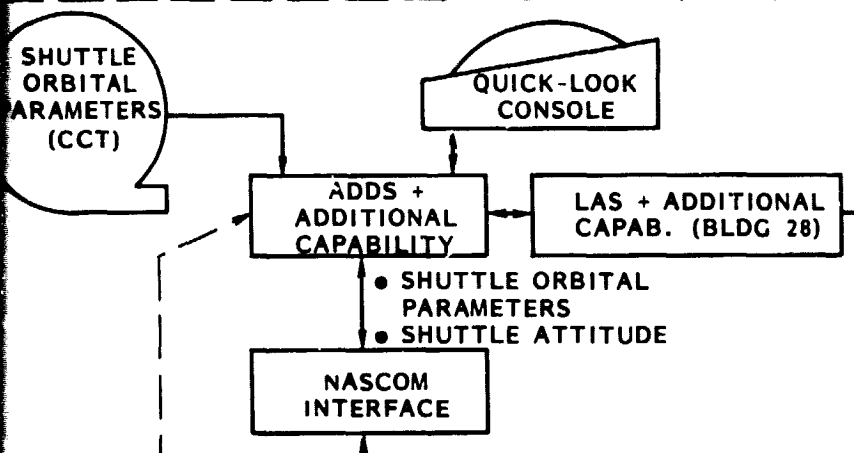 SHUTTLE
ORBITAL
ARAMETERS
(CCT)
QUICK-LOOK
CONSOLE
ADDS +
ADDITIONAL
CAPABILITY
LAS + ADDITIONAL
CAPAB. (BLDG 28)
● SHUTTLE ORBITAL
PARAMETERS
● SHUTTLE ATTITUDE
NASCOM
INTERFACE